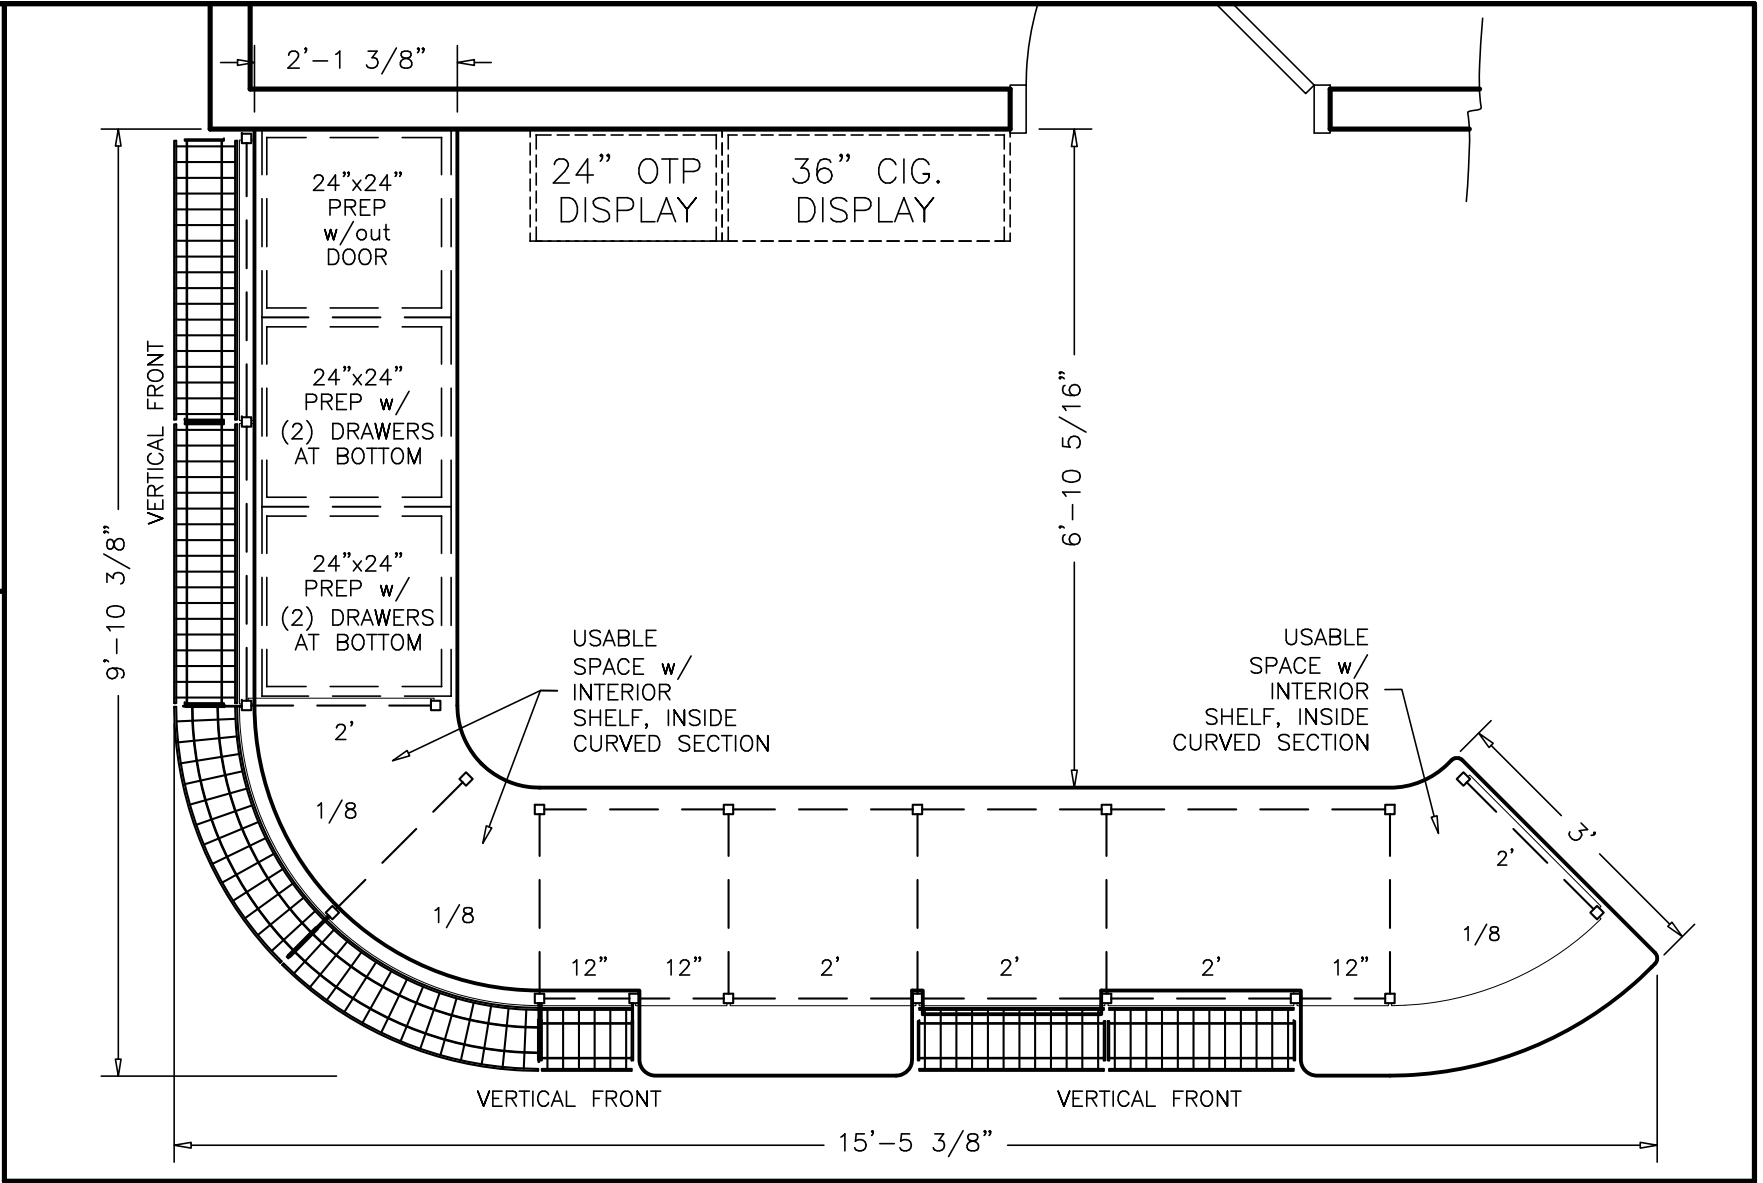 2'-1 3/8"
24" OTP
DISPLAY
36" CIG.
DISPLAY
24"x24"
PREP
w/out
DOOR
24"x24"
PREP w/
(2) DRAWERS
AT BOTTOM
24"x24"
PREP w/
(2) DRAWERS
AT BOTTOM
VERTICAL FRONT
9'-10 3/8"
6'-10 5/16"
USABLE
SPACE w/
INTERIOR
SHELF, INSIDE
CURVED SECTION
USABLE
SPACE w/
INTERIOR
SHELF, INSIDE
CURVED SECTION
2'
1/8
1/8
3'
2'
1/8
12"
12"
2'
2'
2'
12"
VERTICAL FRONT
VERTICAL FRONT
15'-5 3/8"